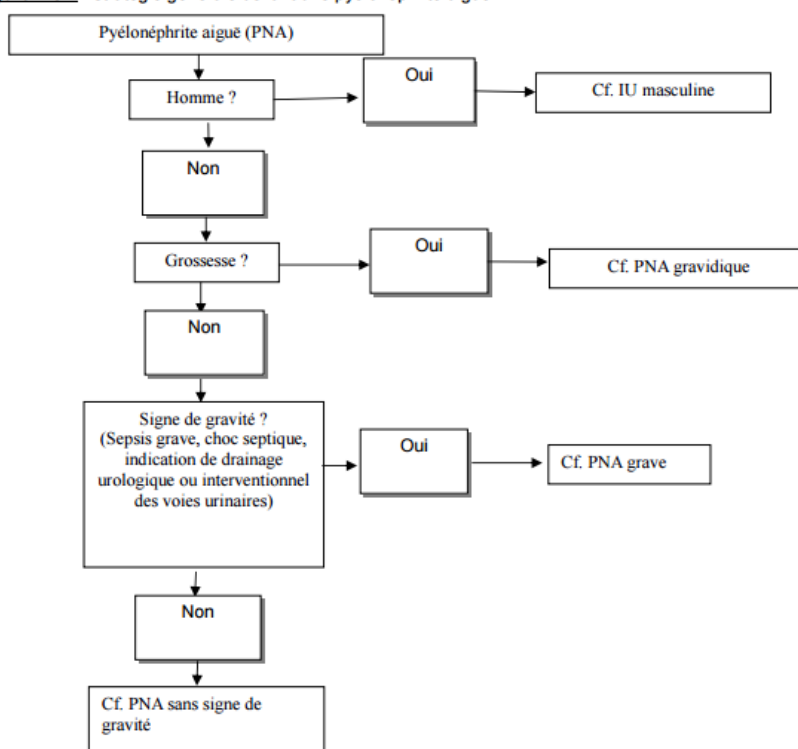 Pyélonéphrite aiguë (PNA)
Homme ?
Oui
Cf. IU masculine
Non
Grossesse ?
Oui
Cf. PNA gravidique
Non
Signe de gravité ?
(Sepsis grave, choc septique,
indication de drainage
urologique ou interventionnel
des voies urinaires)
Oui
Cf. PNA grave
Non
Cf. PNA sans signe de
gravité